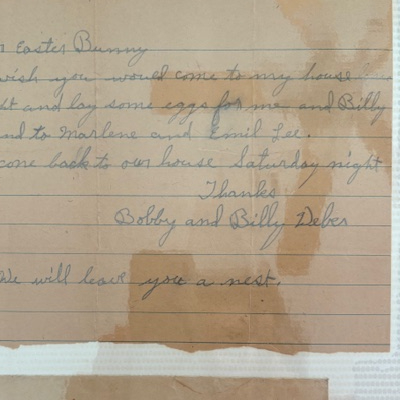 r Easter Bunny
wish you would come to my house
ht and lay some eggs for me and Billy
and to Marlene and Emil Lee.
come back to our house Saturday night
Thanks
Bobby and Billy Weber
We will leave you a nest.